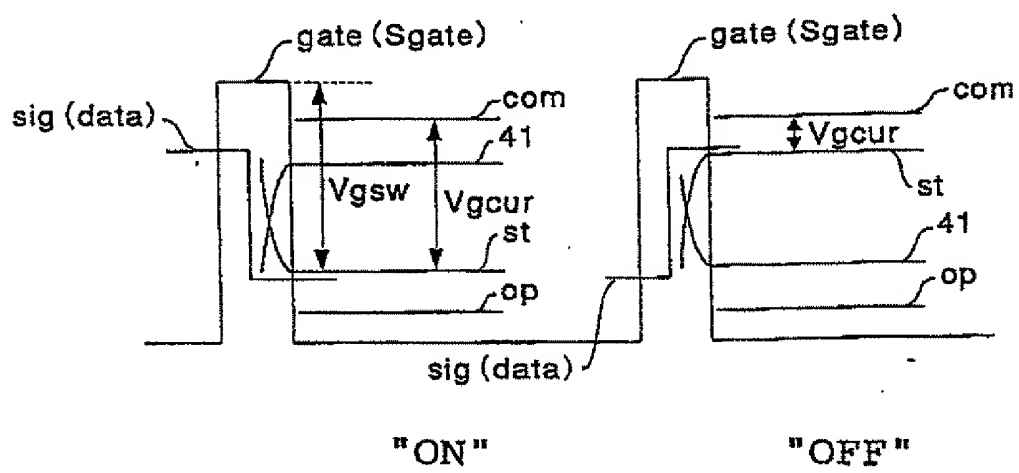 gate (Sgate)
sig (data)
com
41
Vgsw
Vgcur
st
op
"ON"
gate (Sgate)
com
Vgcur
st
41
op
sig (data)
"OFF"